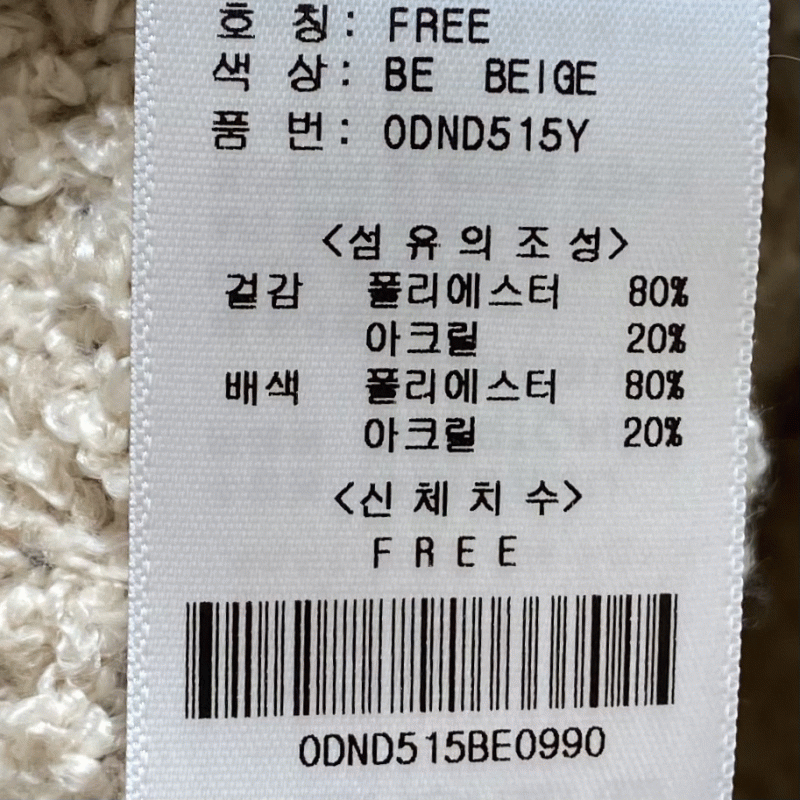 호 칭: FREE
색 상: BE BEIGE
품 번: ODND515Y
<섬 유 의 조 성>
겉감 폴리에스터 80%
아크릴 20%
배색 폴리에스터 80%
아크릴 20%
<신 체 치 수>
F R E E
ODND515BE0990